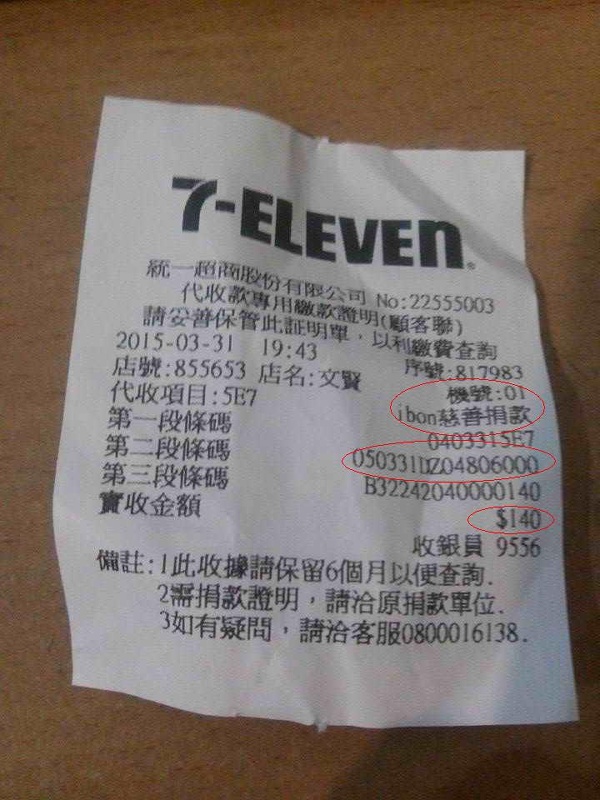 7-ELEVEN®
統一超商股份有限公司 No:22555003
代收款專用繳款證明(顧客聯)
請妥善保管此証明單，以利繳費查詢
2015-03-31 19:43 序號:817983
店號:855653 店名:文賢 機號:01
代收項目:5E7 ibon慈善捐款
第一段條碼 0403315E7
第二段條碼 050331DZ04806000
第三段條碼 B32242040000140
實收金額 $140
收銀員 9556
備註:1此收據請保留6個月以便查詢.
2需捐款證明，請洽原捐款單位.
3如有疑問，請洽客服0800016138.